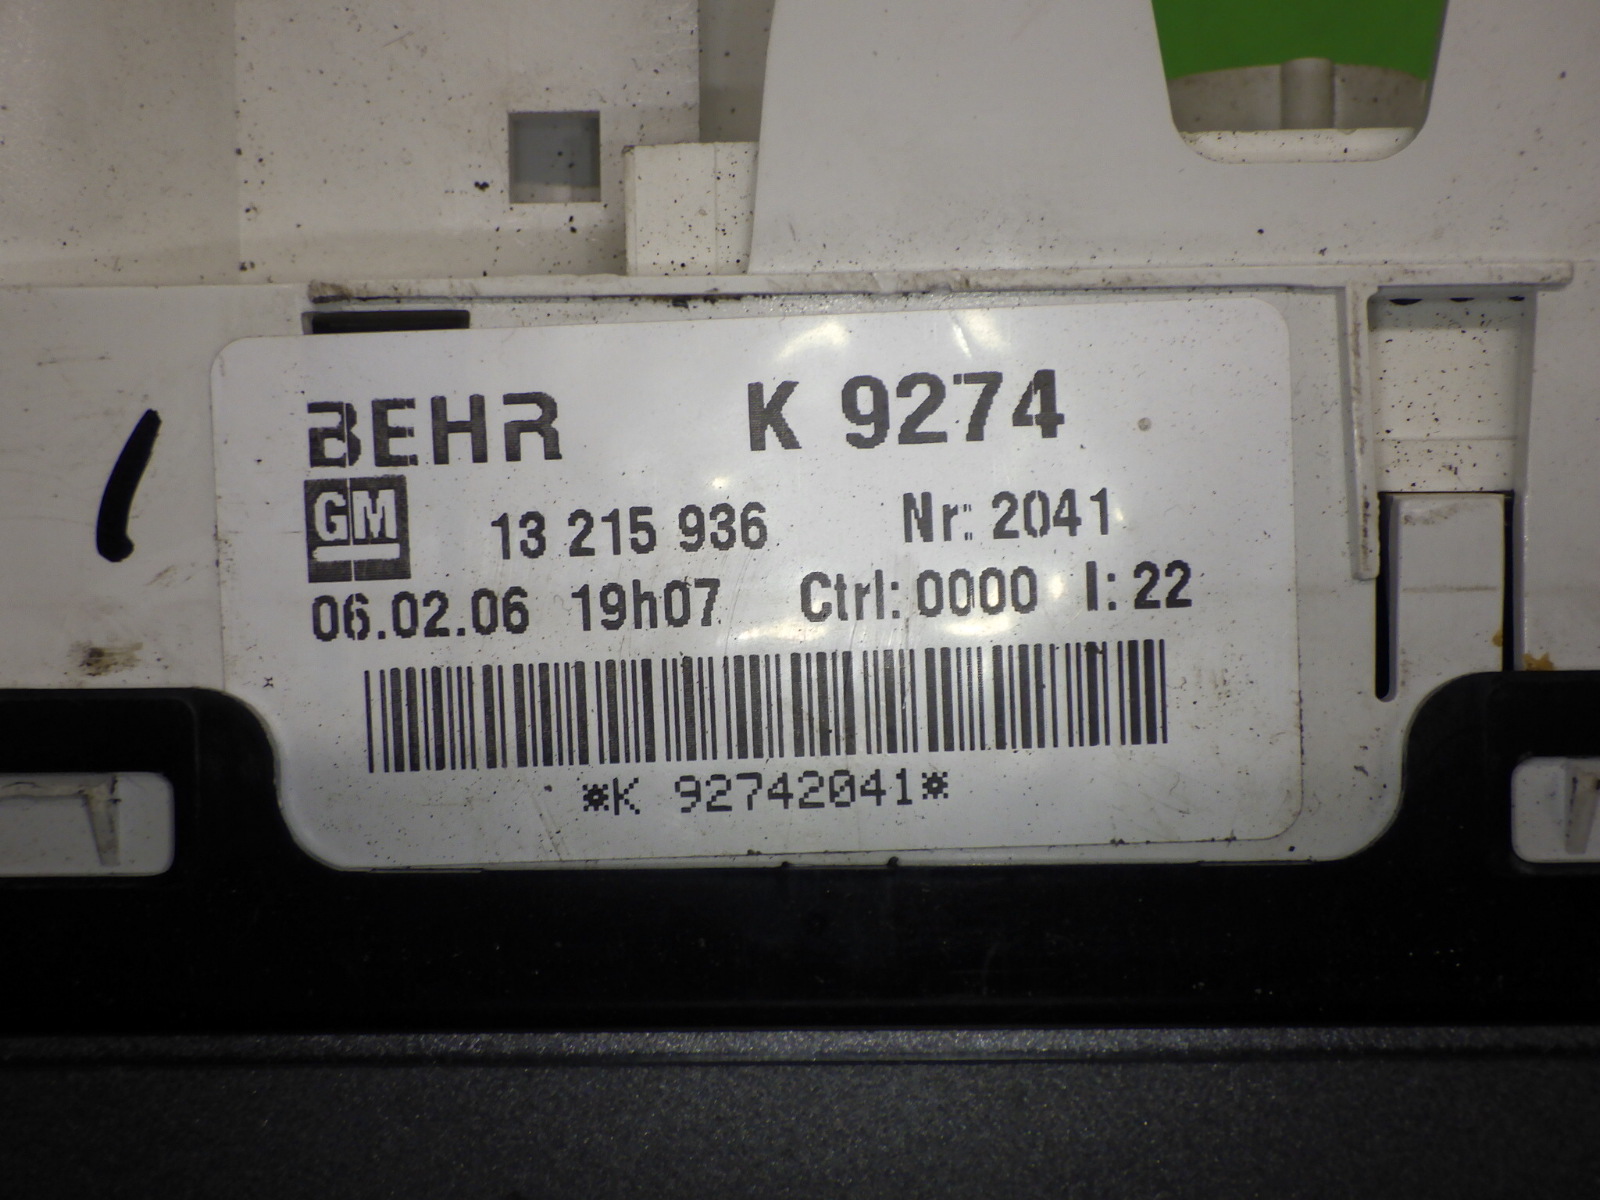 BEHR K 9274
GM 13 215 936 Nr: 2041
06.02.06 19h07 Ctrl: 0000 I: 22
*K 92742041*